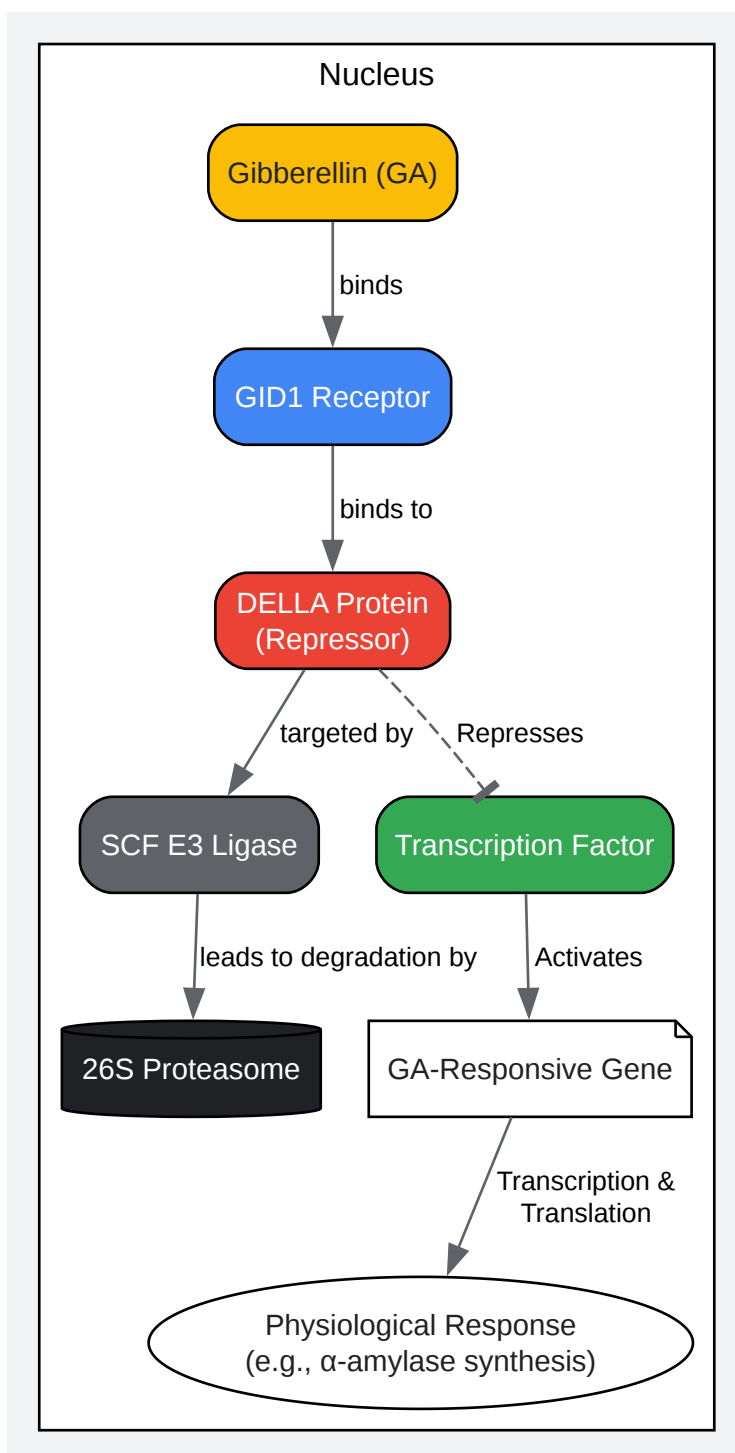 Nucleus
Gibberellin (GA)
binds
GID1 Receptor
binds to
DELLA Protein
(Repressor)
targeted by
Represses
SCF E3 Ligase
Transcription Factor
leads to degradation by
Activates
26S Proteasome
GA-Responsive Gene
Transcription &
Translation
Physiological Response
(e.g., α-amylase synthesis)